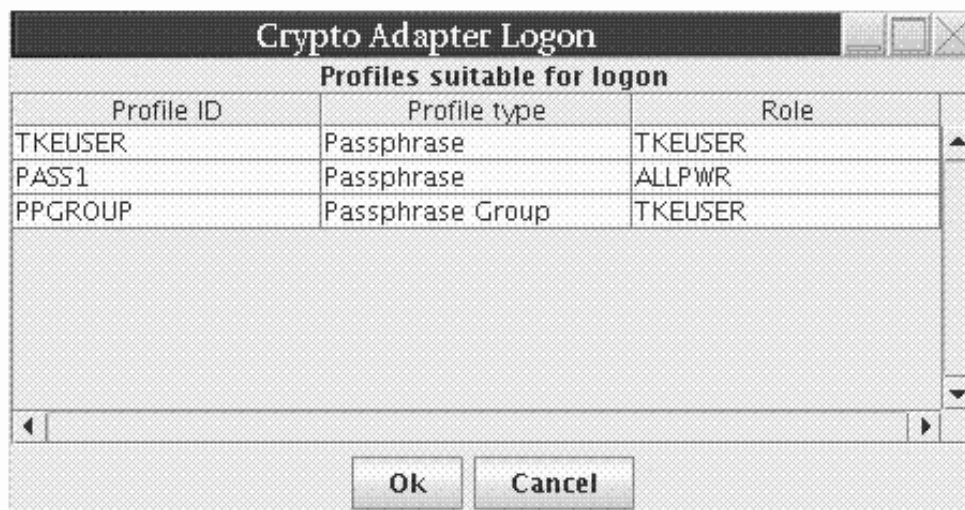 Crypto Adapter Logon
Profiles suitable for logon
Profile ID Profile type Role
TKEUSER Passphrase TKEUSER
PASS1 Passphrase ALLPWR
PPGROUP Passphrase Group TKEUSER
Ok Cancel